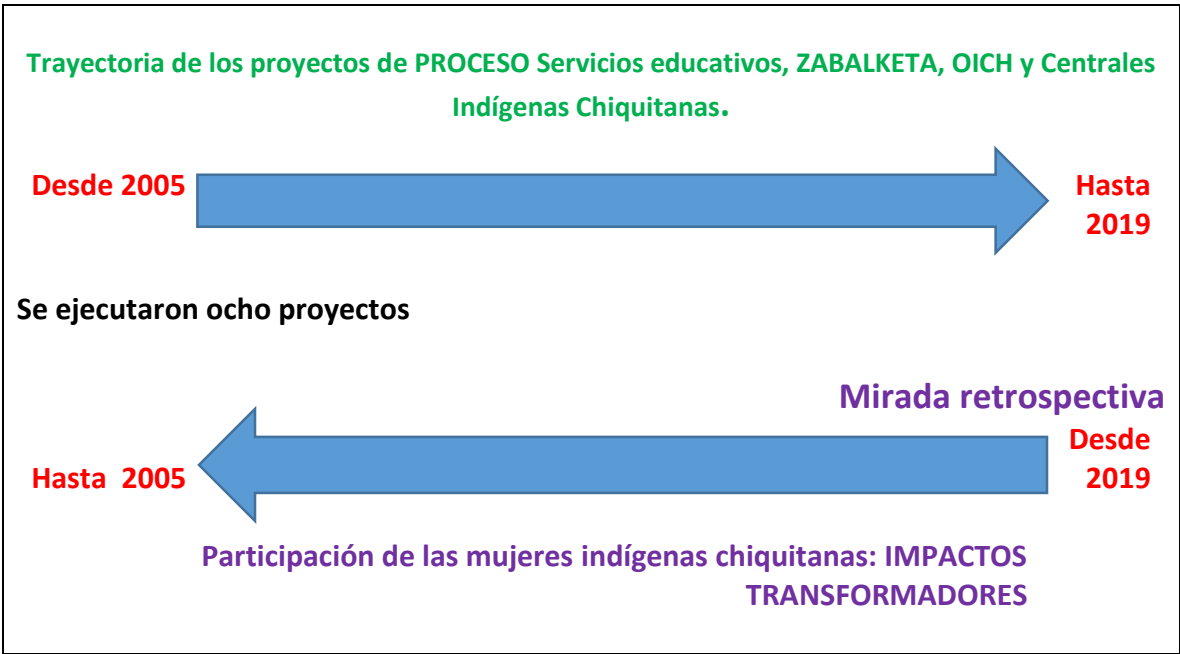 Trayectoria de los proyectos de PROCESO Servicios educativos, ZABALKETA, OICH y Centrales
Indígenas Chiquitanas.
Desde 2005
Hasta
2019
Se ejecutaron ocho proyectos
Mirada retrospectiva
Desde
2019
Hasta 2005
Participación de las mujeres indígenas chiquitanas: IMPACTOS
TRANSFORMADORES